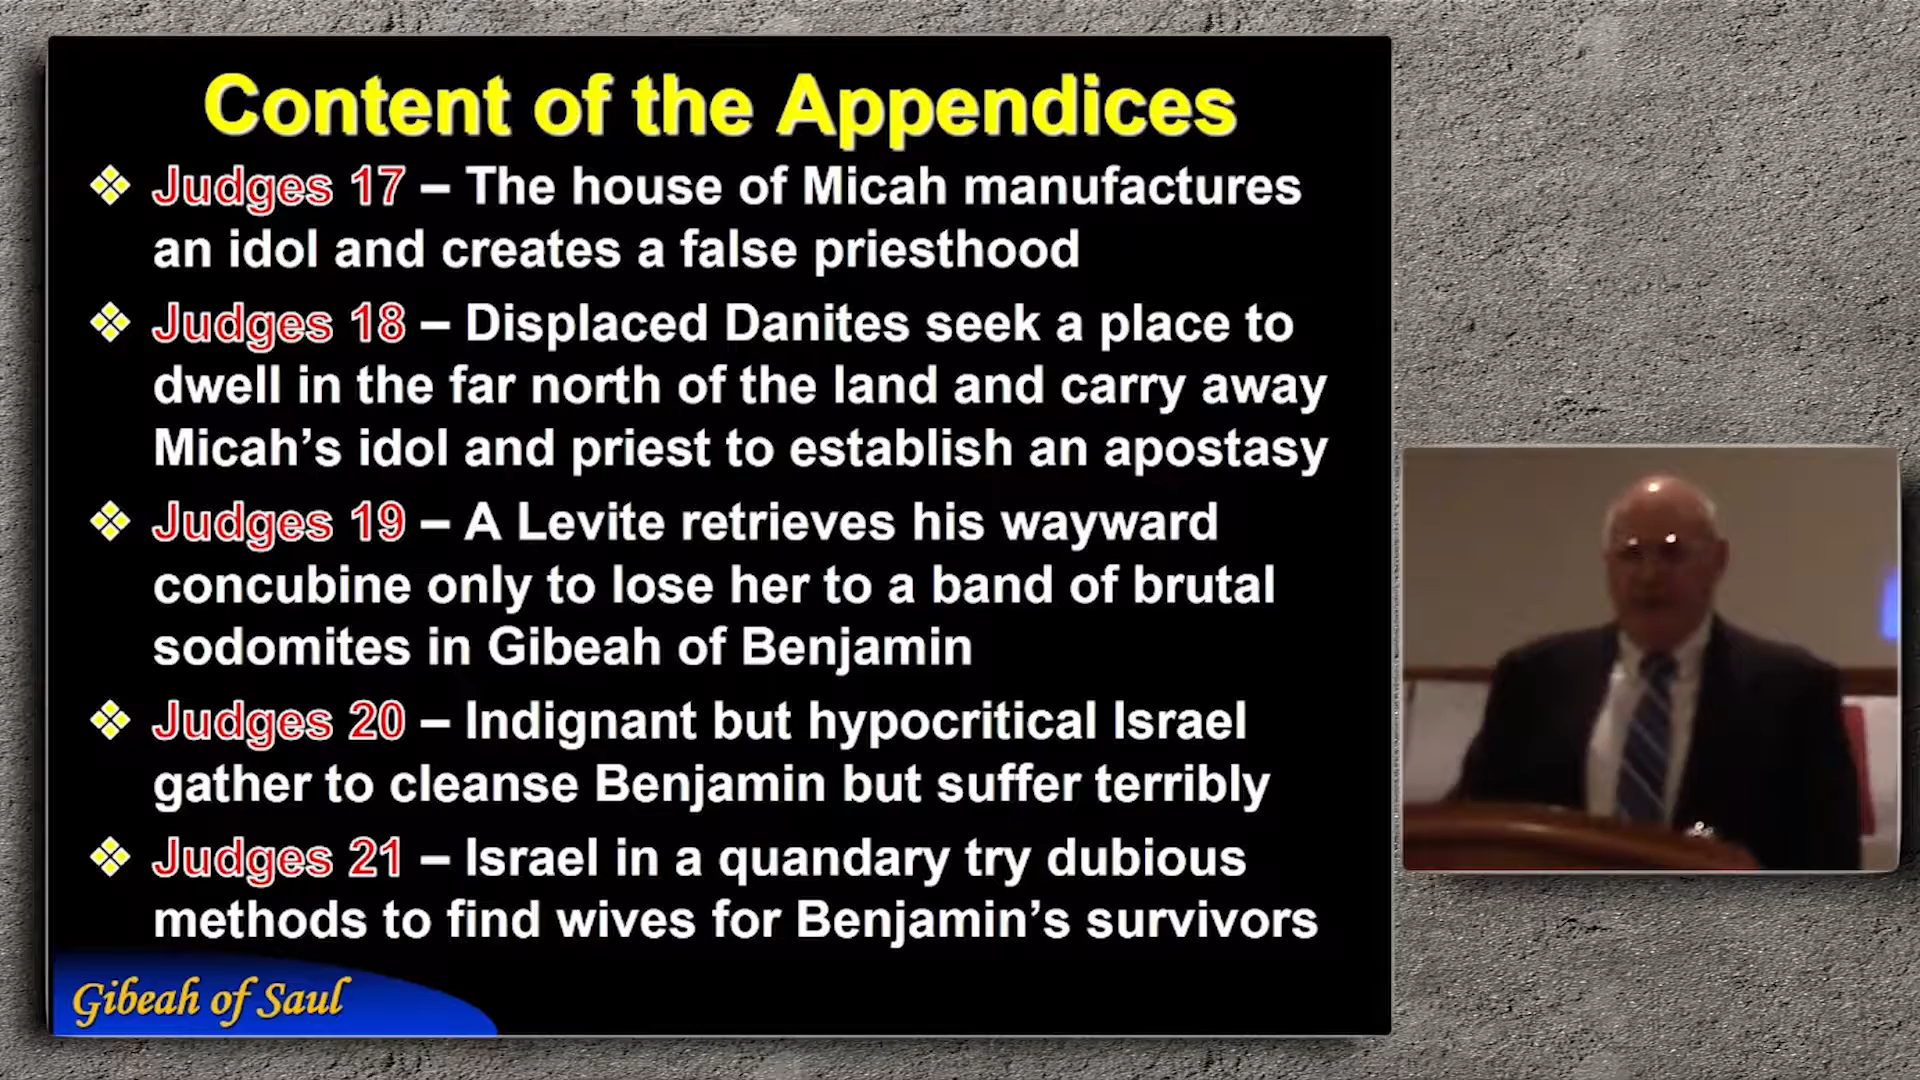 Content of the Appendices
Judges 17 – The house of Micah manufactures
an idol and creates a false priesthood
Judges 18 – Displaced Danites seek a place to
dwell in the far north of the land and carry away
Micah’s idol and priest to establish an apostasy
Judges 19 – A Levite retrieves his wayward
concubine only to lose her to a band of brutal
sodomites in Gibeah of Benjamin
Judges 20 – Indignant but hypocritical Israel
gather to cleanse Benjamin but suffer terribly
Judges 21 – Israel in a quandary try dubious
methods to find wives for Benjamin’s survivors
Gibeah of Saul